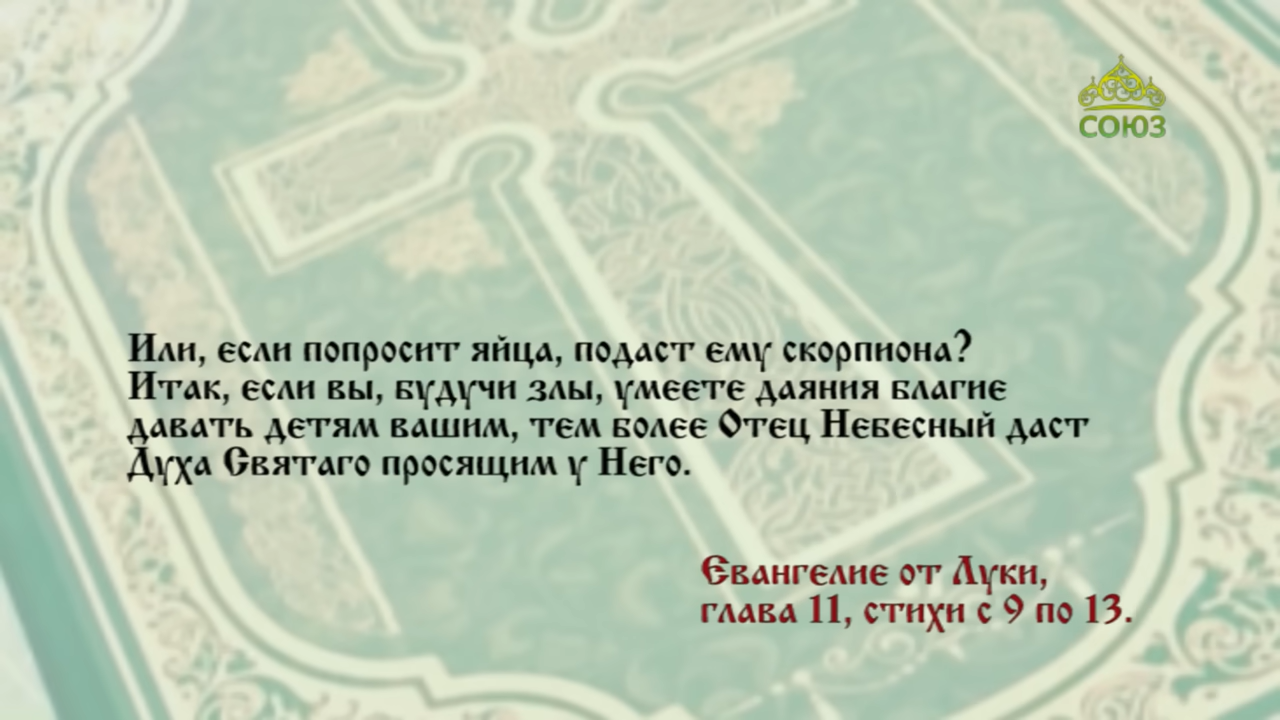 СОЮЗ
Или, если попросит яйца, подаст ему скорпиона?
Итак, если вы, будучи злы, умеете даяния благие
давать детям вашим, тем более Отец Небесный даст
Духа Святаго просящим у Него.
Евангелие от Луки,
глава 11, стихи с 9 по 13.